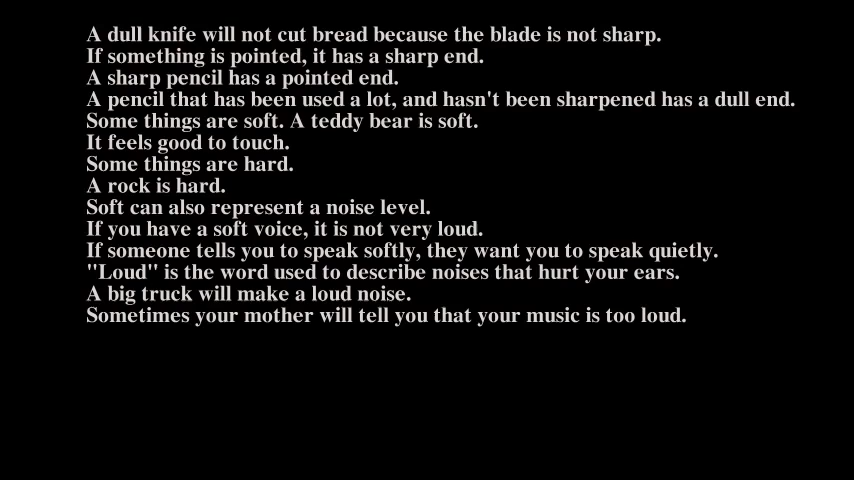 A dull knife will not cut bread because the blade is not sharp.
If something is pointed, it has a sharp end.
A sharp pencil has a pointed end.
A pencil that has been used a lot, and hasn't been sharpened has a dull end.
Some things are soft. A teddy bear is soft.
It feels good to touch.
Some things are hard.
A rock is hard.
Soft can also represent a noise level.
If you have a soft voice, it is not very loud.
If someone tells you to speak softly, they want you to speak quietly.
"Loud" is the word used to describe noises that hurt your ears.
A big truck will make a loud noise.
Sometimes your mother will tell you that your music is too loud.